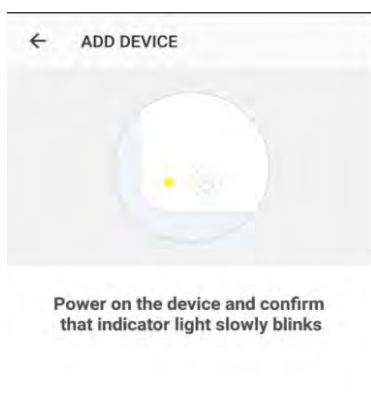 ADD DEVICE
Power on the device and confirm
that indicator light slowly blinks